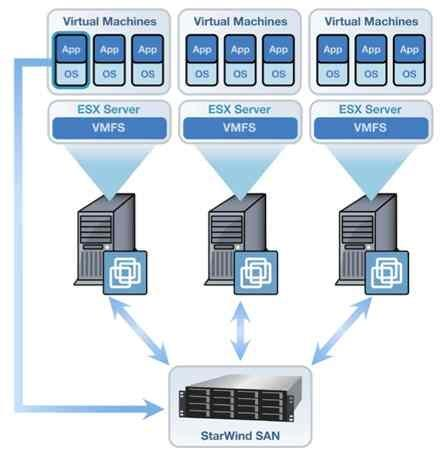 Virtual Machines Virtual Machines Virtual Machines
App App App App App App App App App
OS OS OS OS OS OS OS OS OS
ESX Server ESX Server ESX Server
VMFS VMFS VMFS
StarWind SAN